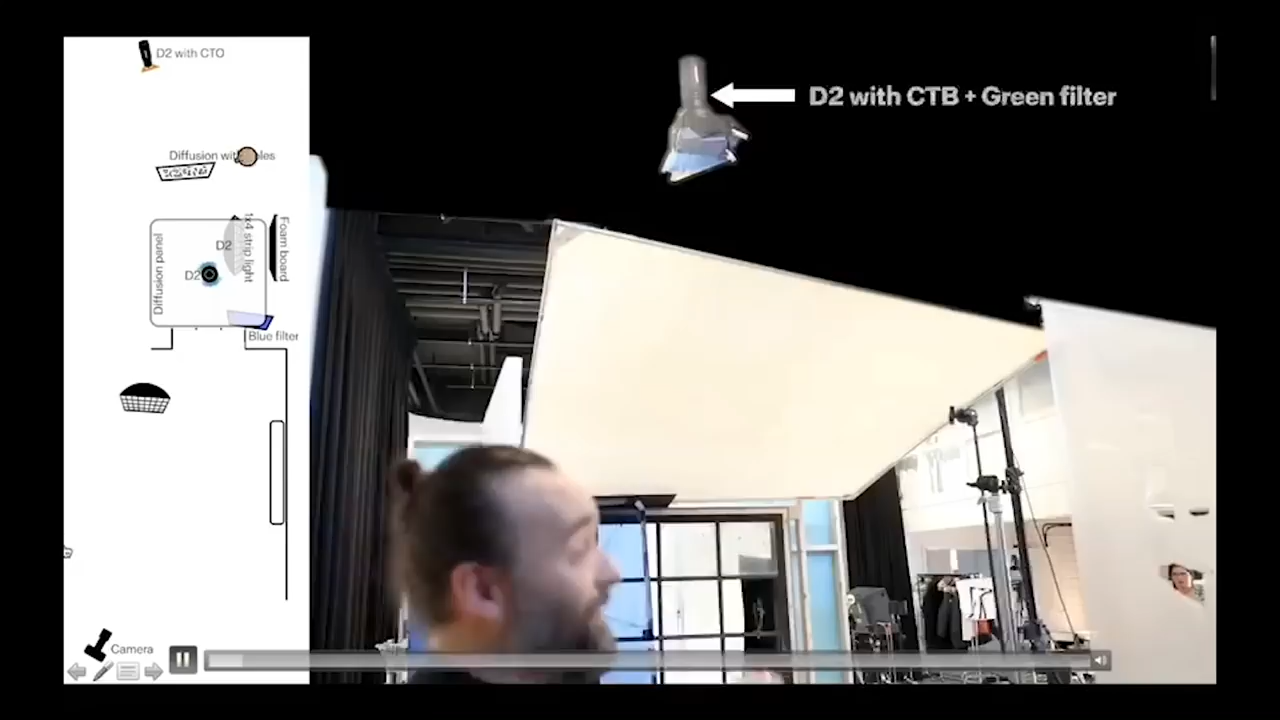 D2 with CTO
D2 with CTB + Green filter
Diffusion with
1x4 strip light
Foam board
Diffusion panel
D2
D2
Blue filter
Camera